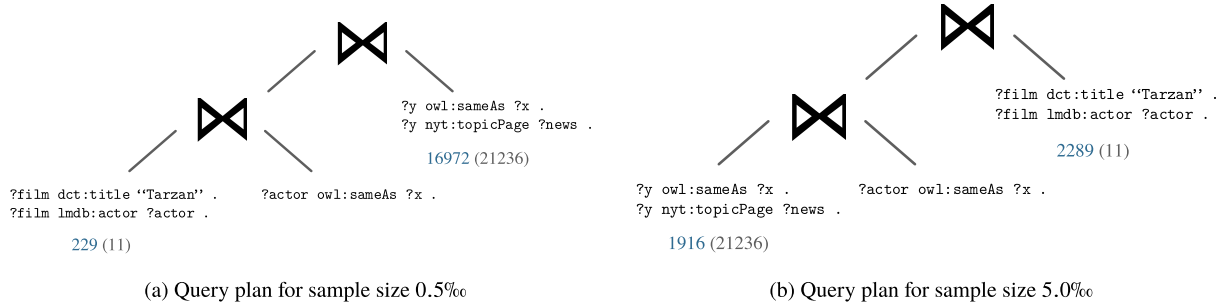 ?y owl:sameAs ?x .
?y nyt:topicPage ?news .
16972 (21236)
?film dct:title “Tarzan” .
?film lmdb:actor ?actor .
229 (11)
?actor owl:sameAs ?x .
(a) Query plan for sample size 0.5‰
?film dct:title “Tarzan” .
?film lmdb:actor ?actor .
2289 (11)
?y owl:sameAs ?x .
?y nyt:topicPage ?news .
1916 (21236)
?actor owl:sameAs ?x .
(b) Query plan for sample size 5.0‰